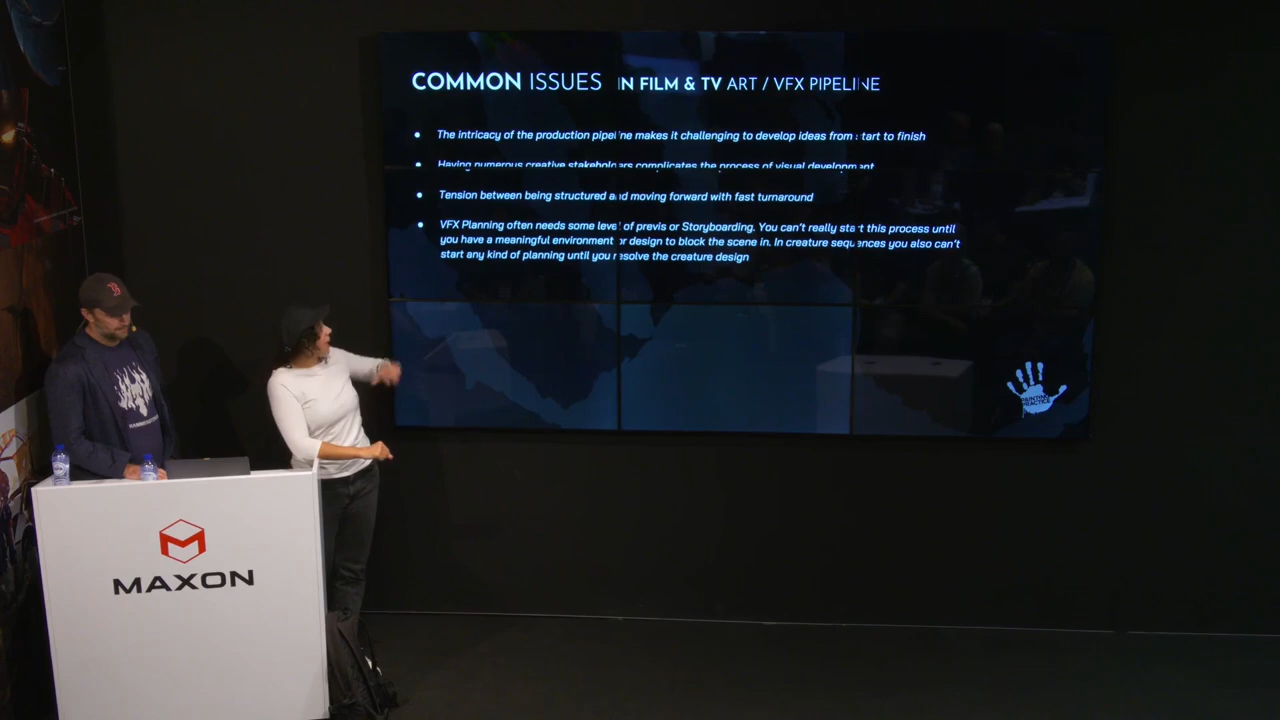 COMMON ISSUES IN FILM & TV ART / VFX PIPELINE
The intricacy of the production pipeline makes it challenging to develop ideas from start to finish
Having numerous creative stakeholders complicates the process of visual development
Tension between being structured and moving forward with fast turnaround
VFX Planning often needs some level of previs or Storyboarding. You can't really start this process until
you have a meaningful environment or design to block the scene in. In creature sequences you also can't
start any kind of planning until you resolve the creature design
PAINTING
PRACTICE
B
MAXON